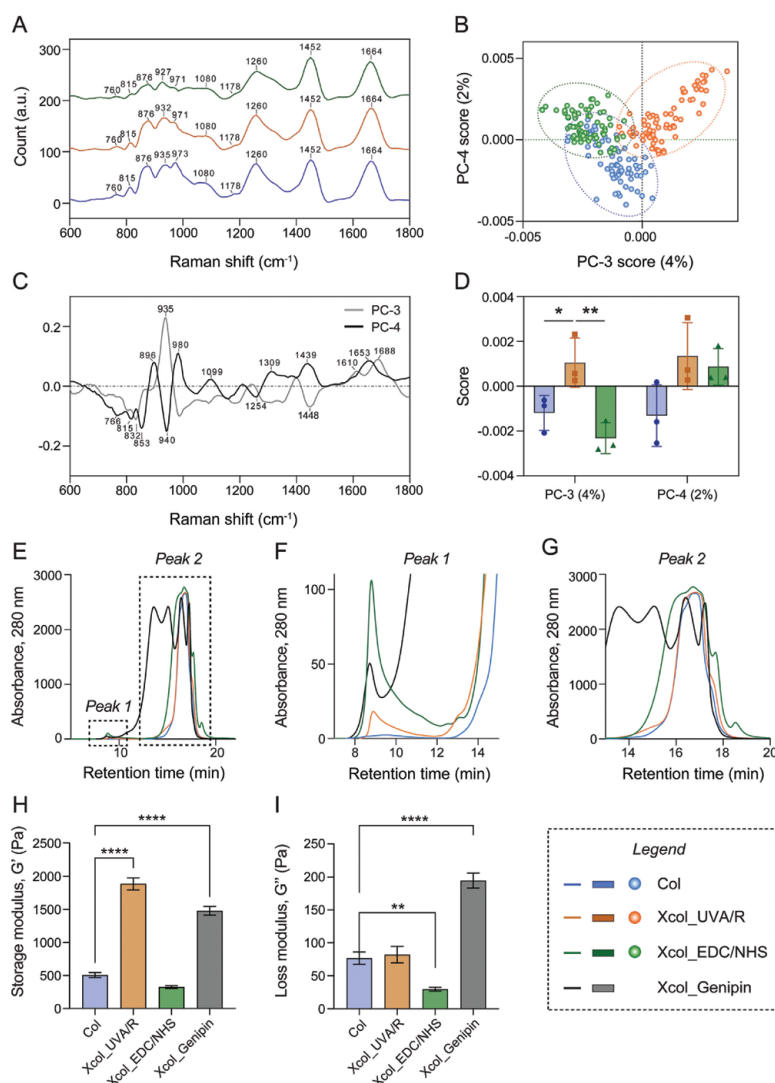 A
300
200
100
0
Count (a.u.)
760
815
876
927
971
1080
1178
1260
1452
1664
760
815
876
932
971
1080
1178
1260
1452
1664
760
815
876
935
973
1080
1178
1260
1452
1664
600
800
1000
1200
1400
1600
1800
Raman shift (cm⁻¹)
B
0.005
0.000
-0.005
PC-4 score (2%)
-0.005
0.000
PC-3 score (4%)
C
0.2
0.0
-0.2
935
896
980
1099
1309
1439
1610
1653
1688
766
815
832
853
940
1254
1448
PC-3
PC-4
600
800
1000
1200
1400
1600
1800
Raman shift (cm⁻¹)
D
0.004
0.002
0.000
-0.002
-0.004
Score
*
**
PC-3 (4%)
PC-4 (2%)
E
Peak 2
3000
2000
1000
0
Absorbance, 280 nm
Peak 1
10
15
20
Retention time (min)
F
Peak 1
100
50
0
Absorbance, 280 nm
8
10
12
14
Retention time (min)
G
Peak 2
3000
2000
1000
0
Absorbance, 280 nm
14
16
18
20
Retention time (min)
H
2500
2000
1500
1000
500
0
Storage modulus, G' (Pa)
****
****
Col
Xcol_UVA/R
Xcol_EDC/NHS
Xcol_Genipin
I
250
200
150
100
50
0
Loss modulus, G" (Pa)
****
**
Col
Xcol_UVA/R
Xcol_EDC/NHS
Xcol_Genipin
Legend
Col
Xcol_UVA/R
Xcol_EDC/NHS
Xcol_Genipin